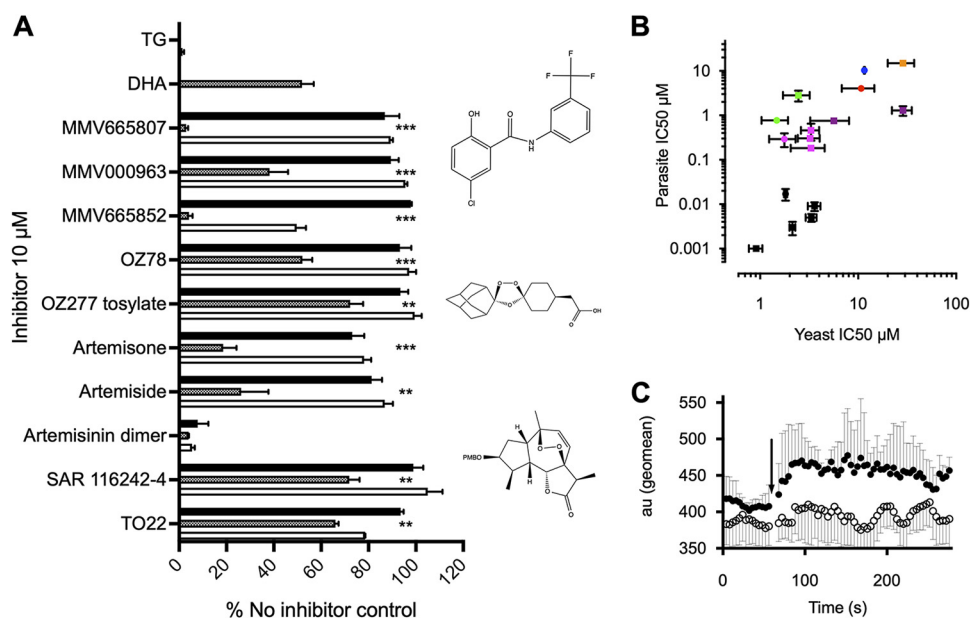 A
Inhibitor 10 µM
TG
DHA
MMV665807
***
MMV000963
***
MMV665852
***
OZ78
***
OZ277 tosylate
**
Artemisone
***
Artemiside
**
Artemisinin dimer
SAR 116242-4
**
TO22
**
0 20 40 60 80 100 120
% No inhibitor control
F
F F
OH O
N
H
Cl
O O
O
O
OH
H
O
O
PMBO
H
O
O
B
Parasite IC50 µM
10
1
0.1
0.01
0.001
1 10 100
Yeast IC50 µM
C
au (geomean)
550
500
450
400
350
0 100 200
Time (s)